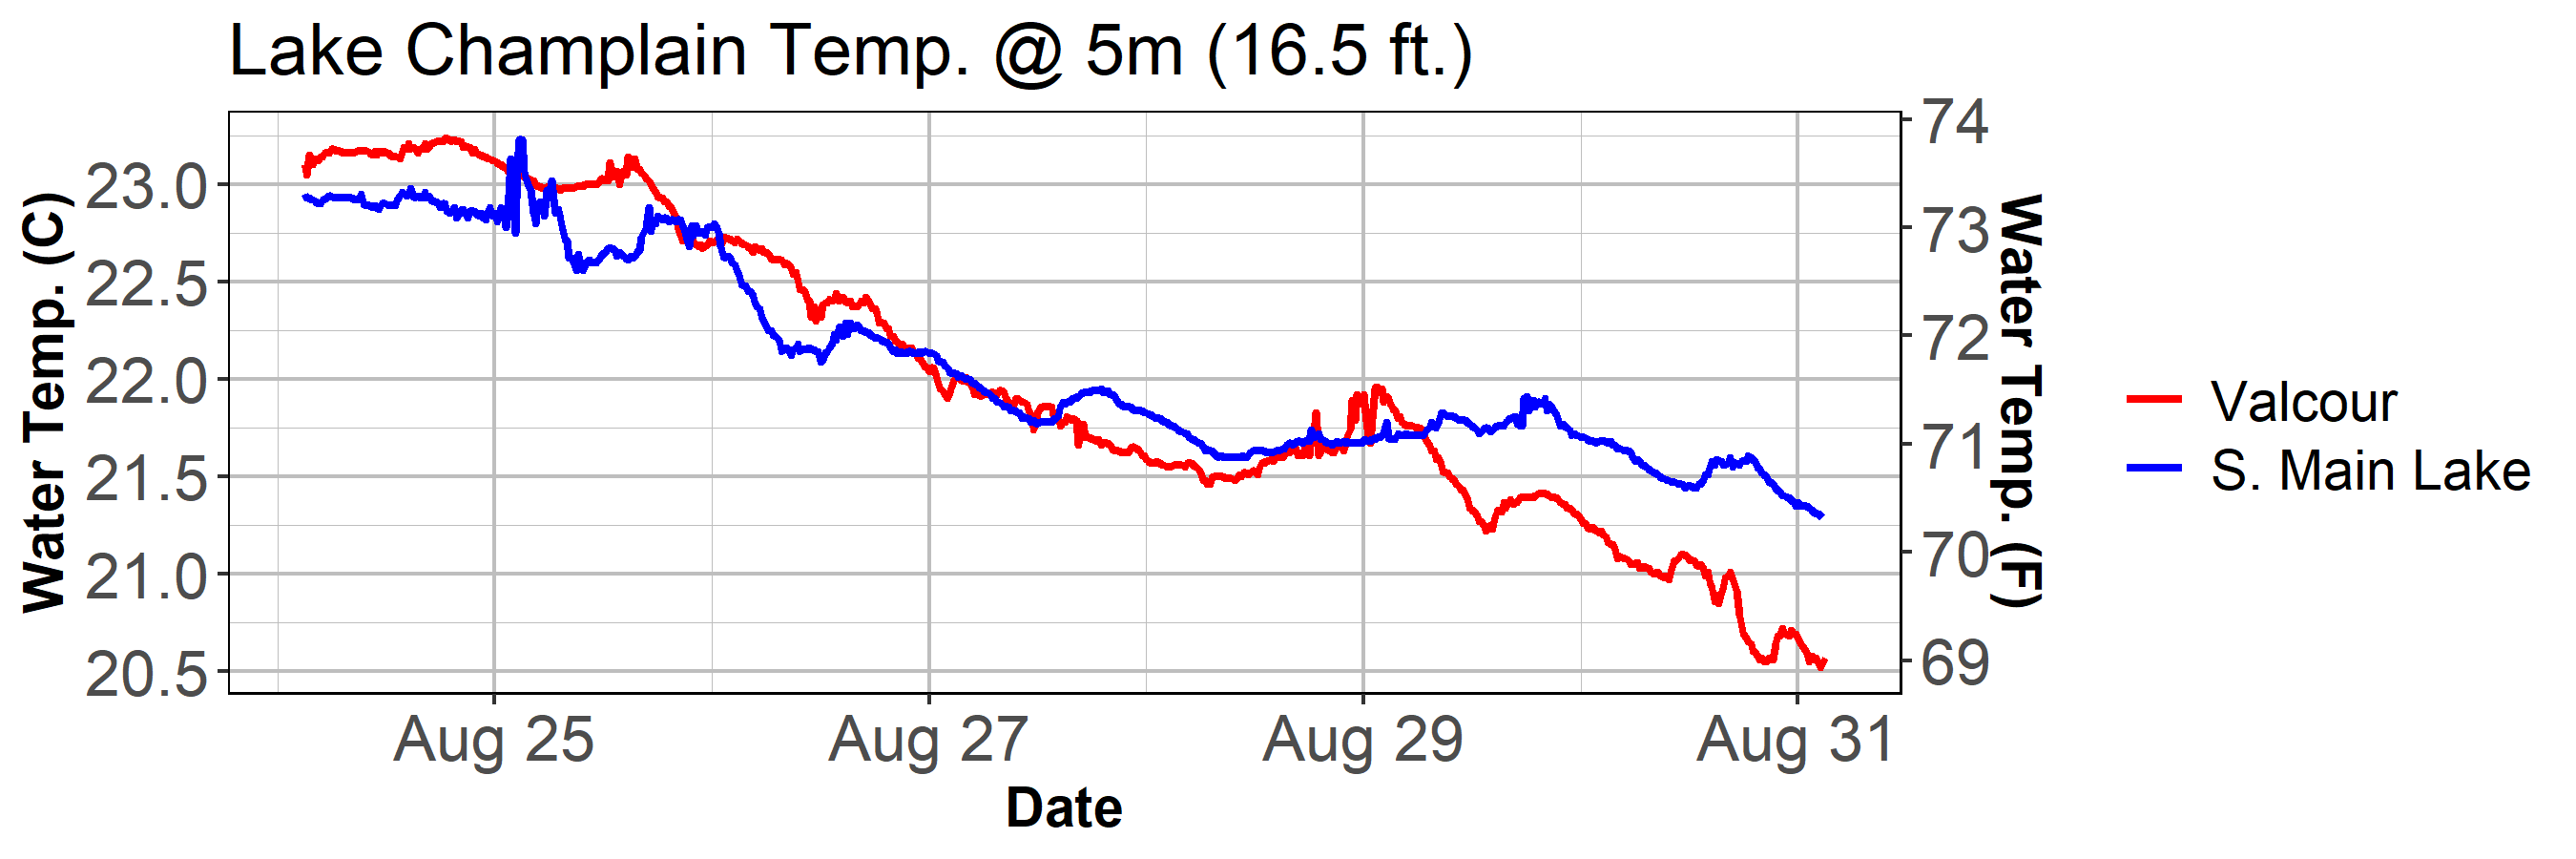 Lake Champlain Temp. @ 5m (16.5 ft.)
Water Temp. (C)
23.0
22.5
22.0
21.5
21.0
20.5
74
73
72
71
70
69
Water Temp. (F)
Aug 25
Aug 27
Aug 29
Aug 31
Date
Valcour
S. Main Lake